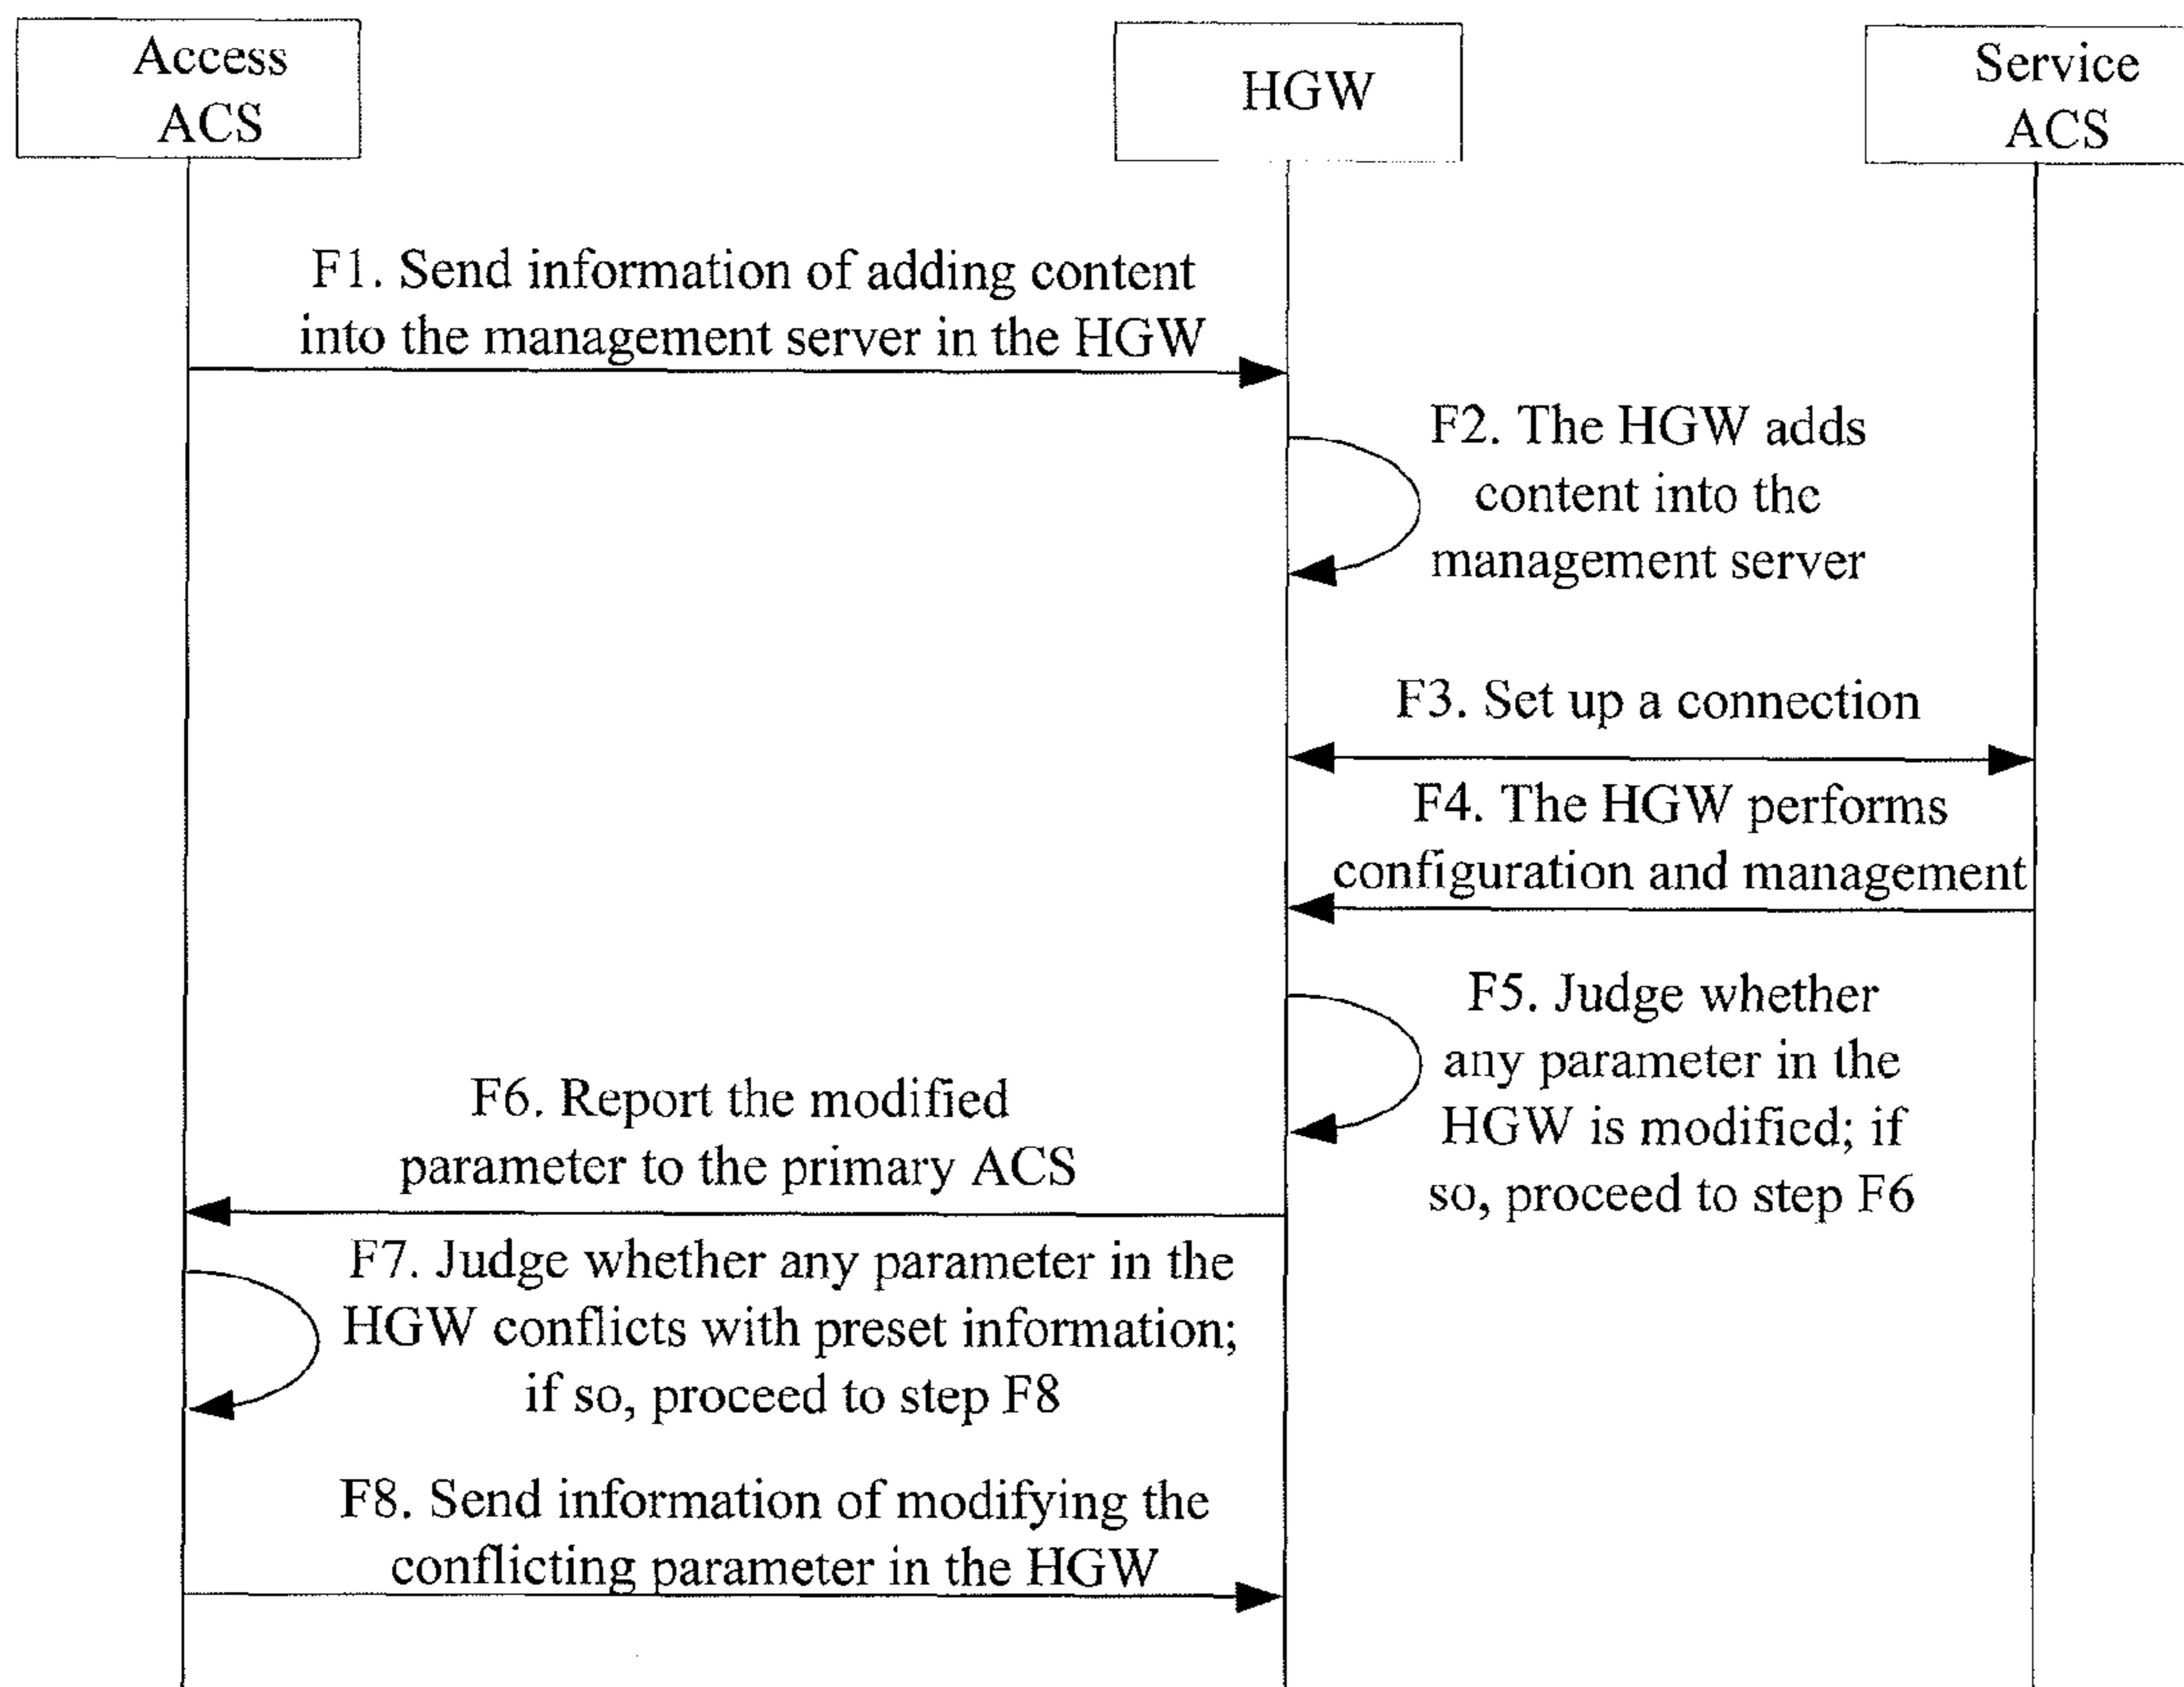 Access
ACS
HGW
Service
ACS
F1. Send information of adding content
into the management server in the HGW
F2. The HGW adds
content into the
management server
F3. Set up a connection
F4. The HGW performs
configuration and management
F5. Judge whether
any parameter in the
HGW is modified; if
so, proceed to step F6
F6. Report the modified
parameter to the primary ACS
F7. Judge whether any parameter in the
HGW conflicts with preset information;
if so, proceed to step F8
F8. Send information of modifying the
conflicting parameter in the HGW